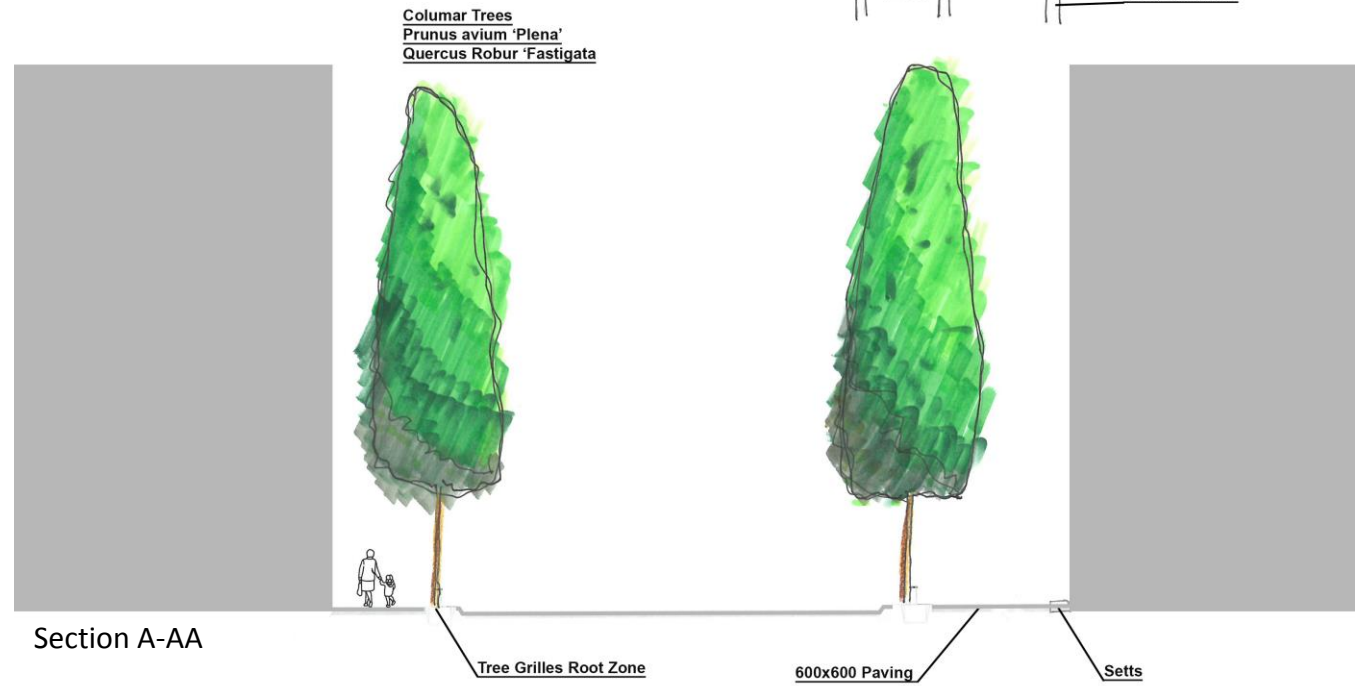 Columar Trees
Prunus avium ‘Plena’
Quercus Robur ‘Fastigata
Section A-AA
Tree Grilles Root Zone
600x600 Paving
Setts